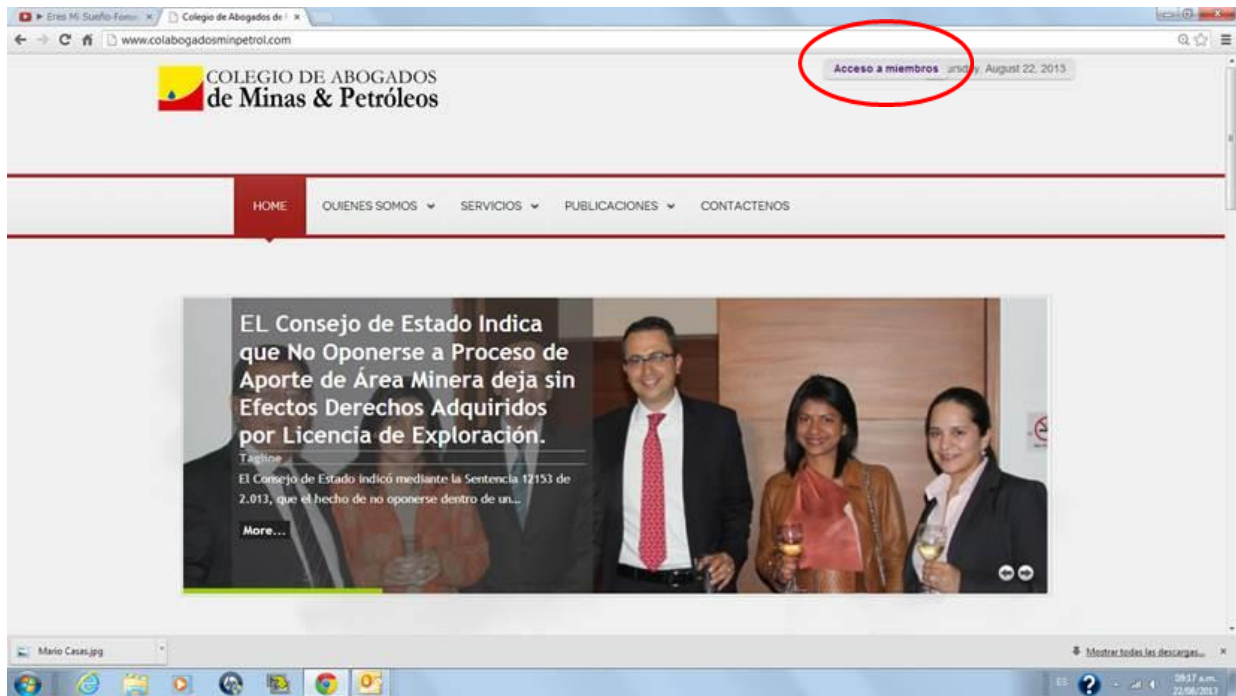 Eres Mi Sueño-Fons
Colegio de Abogados de
www.colabogadosminpetrol.com
COLEGIO DE ABOGADOS
de Minas & Petróleos
Acceso a miembros
August 22, 2013
HOME
QUIENES SOMOS
SERVICIOS
PUBLICACIONES
CONTACTENOS
EL Consejo de Estado Indica
que No Oponerse a Proceso de
Aporte de Área Minera deja sin
Efectos Derechos Adquiridos
por Licencia de Exploración.
Tagline
El Consejo de Estado indicó mediante la Sentencia 12153 de
2.013, que el hecho de no oponerse dentro de un...
More...
Mario Casas.jpg
Mostrar todas las descargas...
ES
09:17 a.m.
22/08/2013